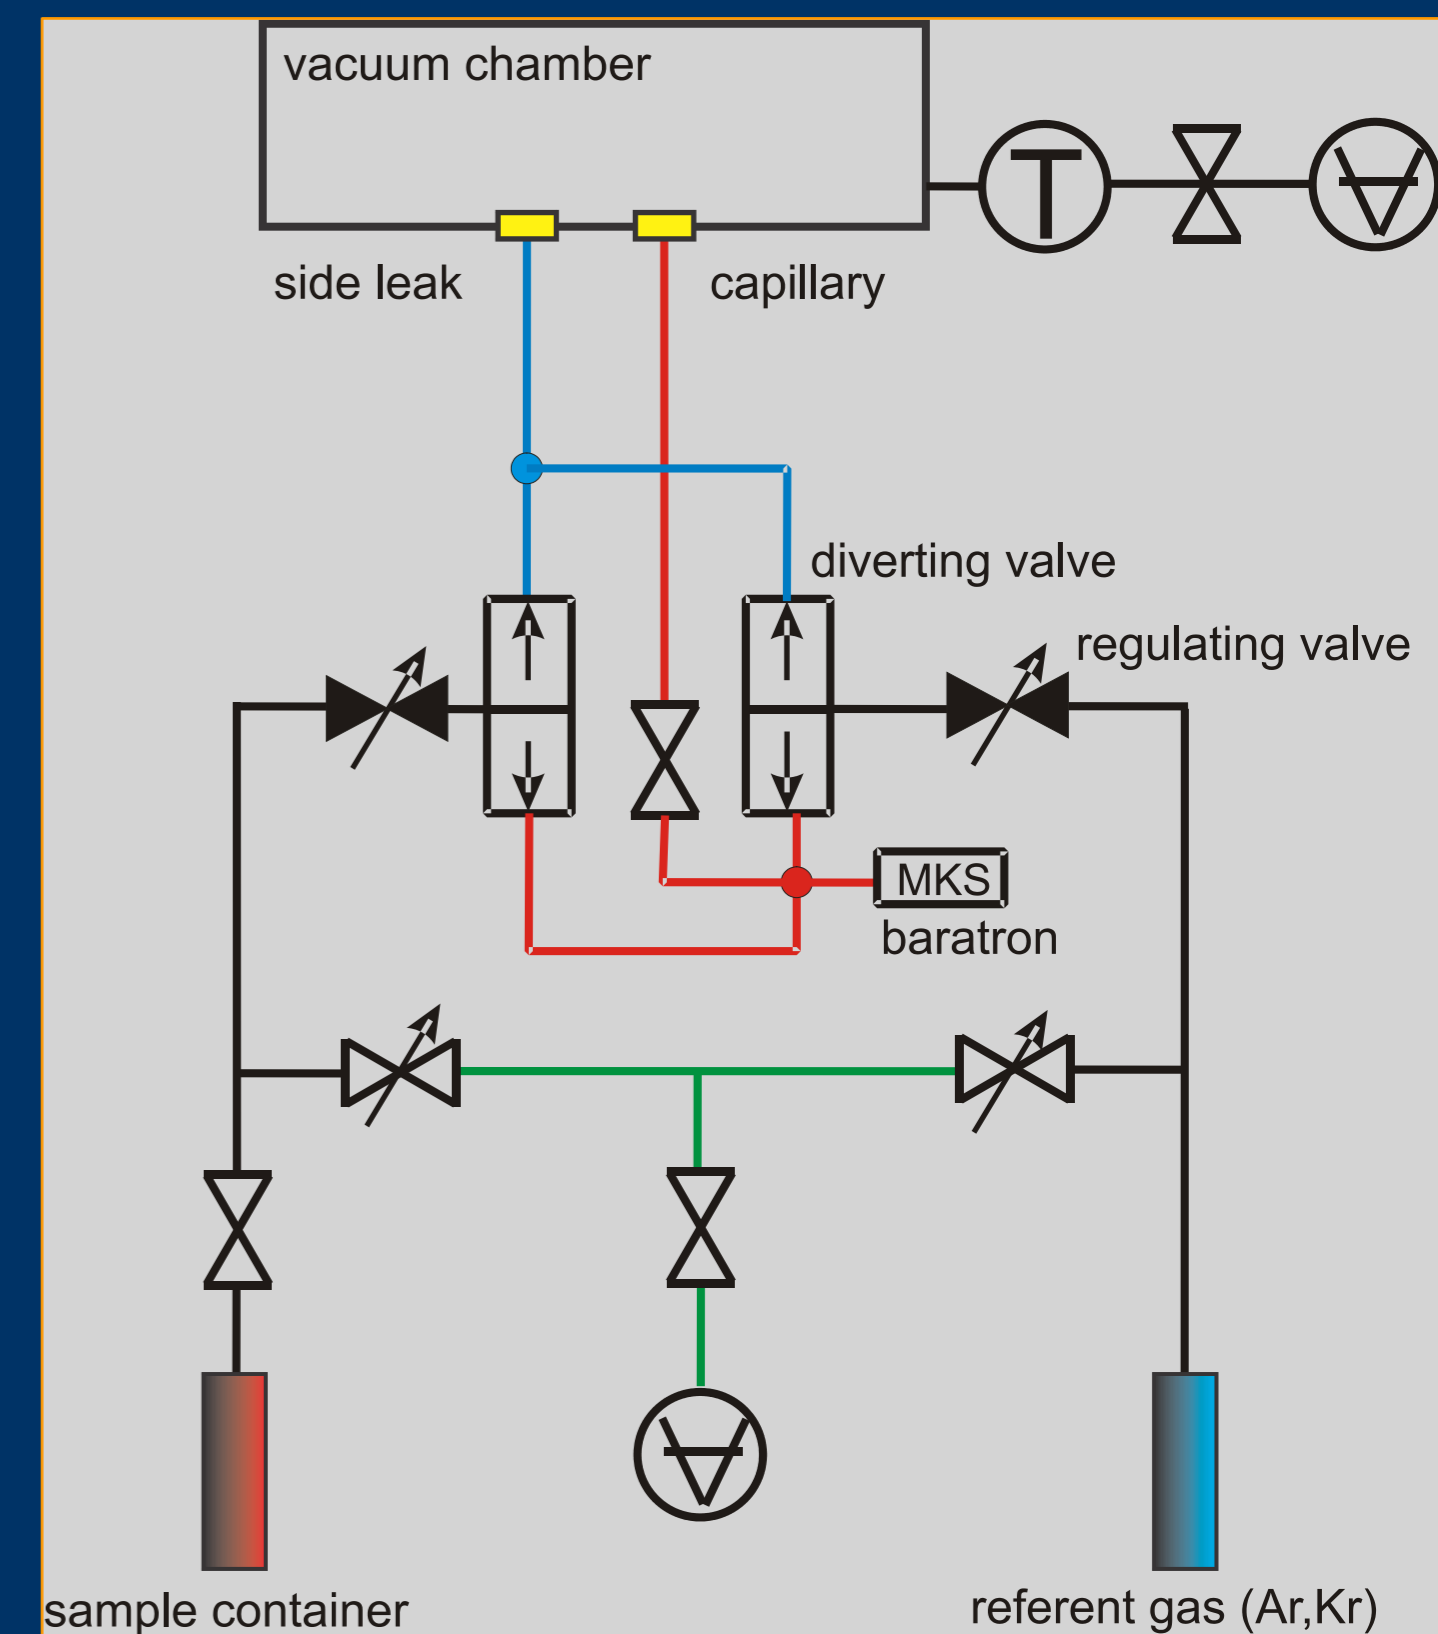 vacuum chamber
T
side leak
capillary
diverting valve
regulating valve
MKS
baratron
sample container
referent gas (Ar,Kr)